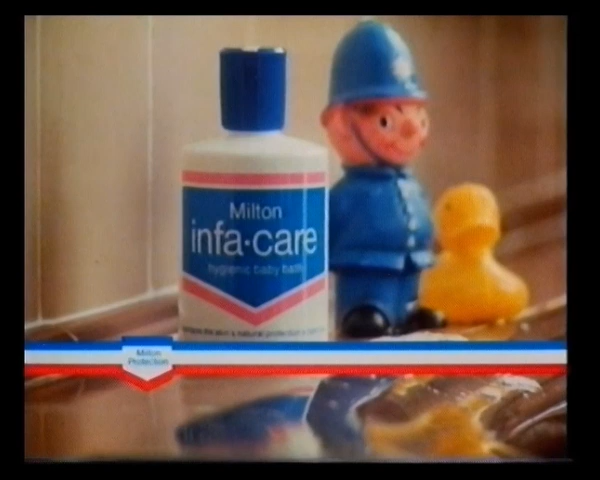 Milton
infa·care
hygienic baby bath
Milton
Protection